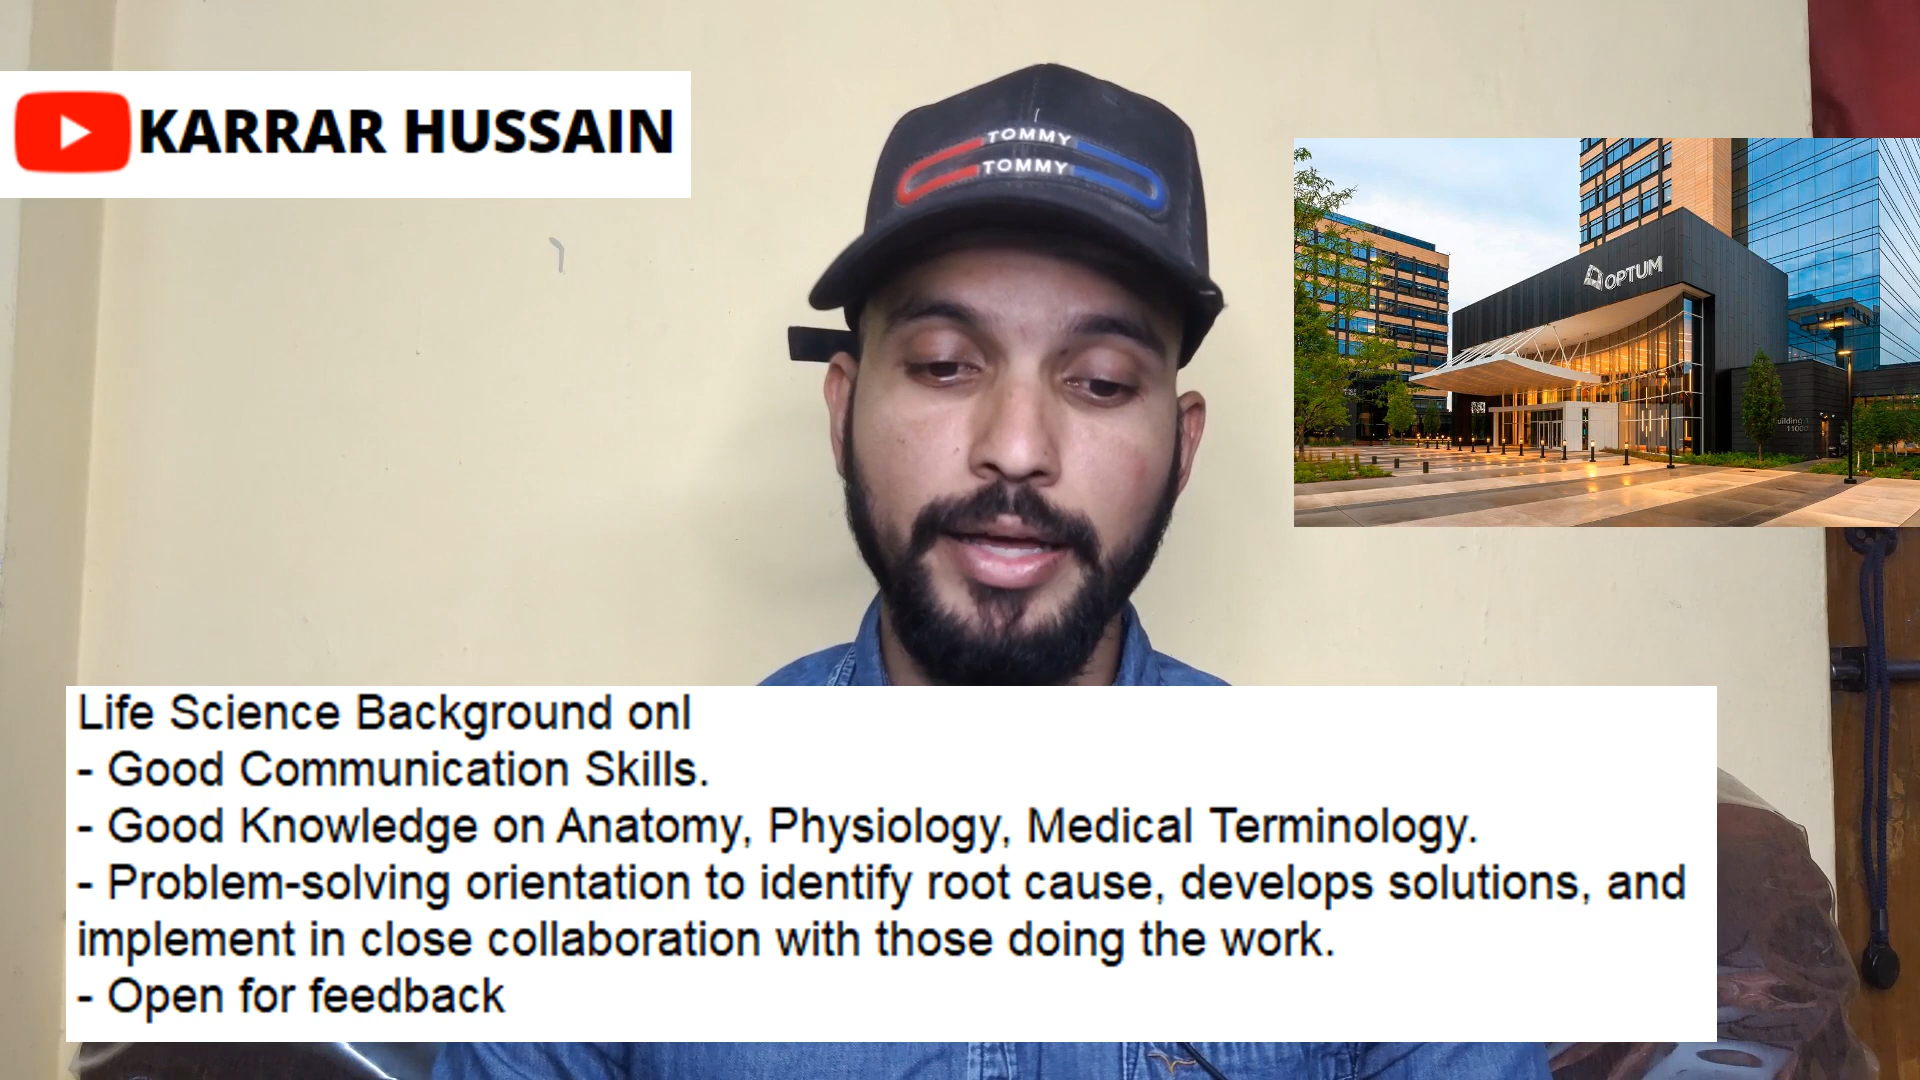 KARRAR HUSSAIN
TOMMY
TOMMY
OPTUM
11000
Life Science Background onl
- Good Communication Skills.
- Good Knowledge on Anatomy, Physiology, Medical Terminology.
- Problem-solving orientation to identify root cause, develops solutions, and
implement in close collaboration with those doing the work.
- Open for feedback